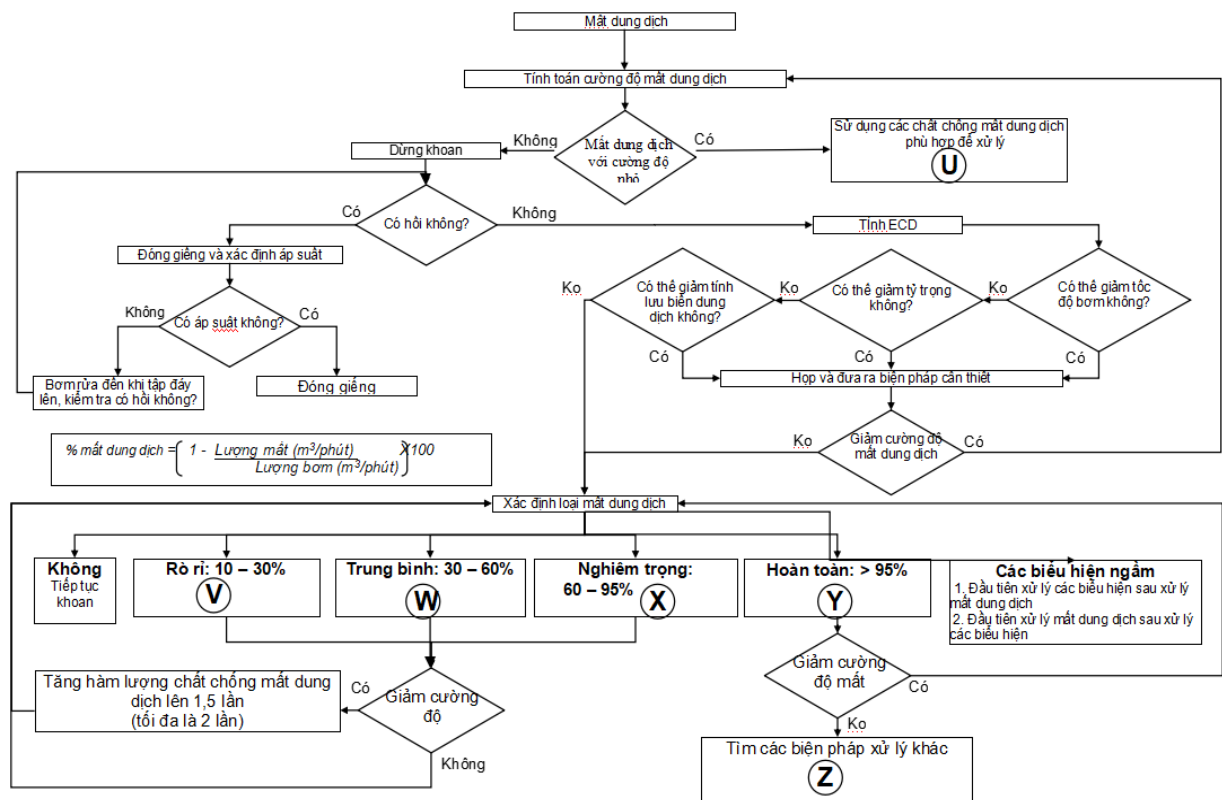 Mất dung dịch
Tính toán cường độ mất dung dịch
Mất dung dịch
với cường độ
nhỏ
Không
Có
Sử dụng các chất chống mất dung dịch
phù hợp để xử lý
U
Dừng khoan
Có hồi không?
Có
Không
Tính ECD
Đóng giếng và xác định áp suất
Có áp suất không?
Không
Có
Bơm rửa đến khi tập đáy
lên, kiểm tra có hồi không?
Đóng giếng
Có thể giảm tính
lưu biến dung
dịch không?
Có thể giảm tỷ trọng
không?
Có thể giảm tốc
độ bơm không?
Ko
Ko
Ko
Có
Có
Có
Họp và đưa ra biện pháp cần thiết
Giảm cường độ
mất dung dịch
Ko
Có
% mất dung dịch = ( 1 - Lượng mất (m³/phút)
Lượng bơm (m³/phút) ) X100
Xác định loại mất dung dịch
Không
Tiếp tục
khoan
Rò rỉ: 10 – 30%
V
Trung bình: 30 – 60%
W
Nghiêm trọng:
60 – 95%
X
Hoàn toàn: > 95%
Y
Các biểu hiện ngầm
1. Đầu tiên xử lý các biểu hiện sau xử lý
mất dung dịch
2. Đầu tiên xử lý mất dung dịch sau xử lý
các biểu hiện
Tăng hàm lượng chất chống mất dung
dịch lên 1,5 lần
(tối đa là 2 lần)
Có
Giảm cường
độ
Không
Giảm cường
độ mất
Có
Ko
Tìm các biện pháp xử lý khác
Z